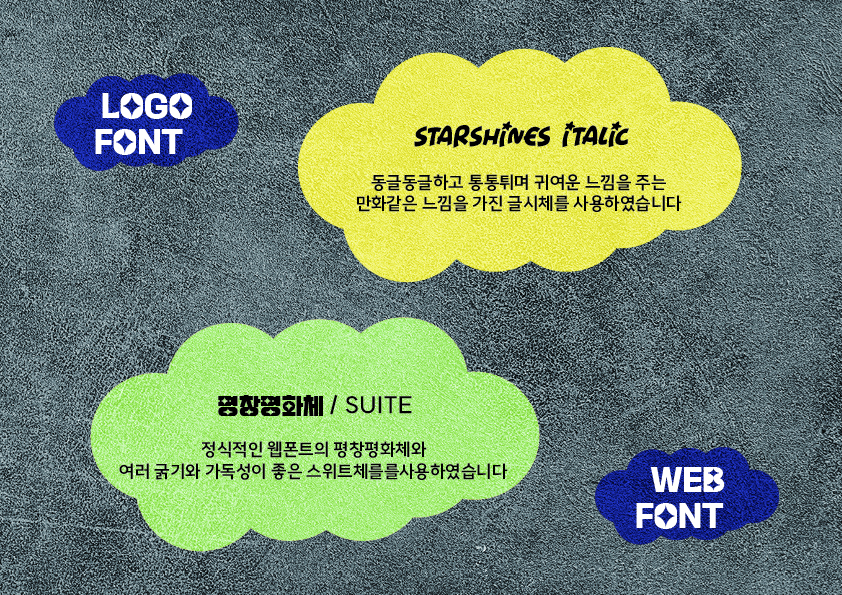 LOGO
FONT
STARSHINES ITALIC
동글동글하고 통통튀며 귀여운 느낌을 주는
만화같은 느낌을 가진 글시체를 사용하였습니다
평창평화체 / SUITE
정식적인 웹폰트의 평창평화체와
여러 굵기와 가독성이 좋은 스위트체를를사용하였습니다
WEB
FONT